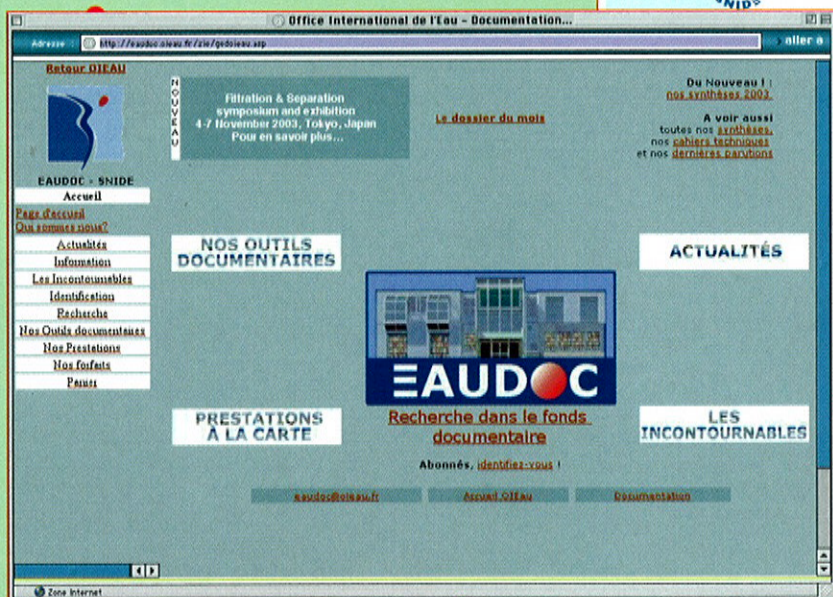 SNIDE
Office International de l'Eau - Documentation...
Adresse : http://eaudoc.oieau.fr/zie/gedoieau.asp
aller à
Retour OIEAU
EAUDOC - SNIDE
Accueil
Page d'accueil
Qui sommes nous?
Actualités
Information
Les Incontournables
Identification
Recherche
Nos Outils documentaires
Nos Prestations
Nos forfaits
Panier
NOUVEAU
Filtration & Separation
symposium and exhibition
4-7 November 2003, Tokyo, Japan
Pour en savoir plus...
Le dossier du mois
Du Nouveau ! :
nos synthèses 2003.
A voir aussi
toutes nos synthèses,
nos cahiers techniques
et nos dernières parutions
NOS OUTILS
DOCUMENTAIRES
ACTUALITÉS
EAUDOC
PRESTATIONS
À LA CARTE
Recherche dans le fonds
documentaire
LES
INCONTOURNABLES
Abonnés, identifiez-vous !
eaudoc@oieau.fr
Accueil OIEau
Documentation
Zone Internet